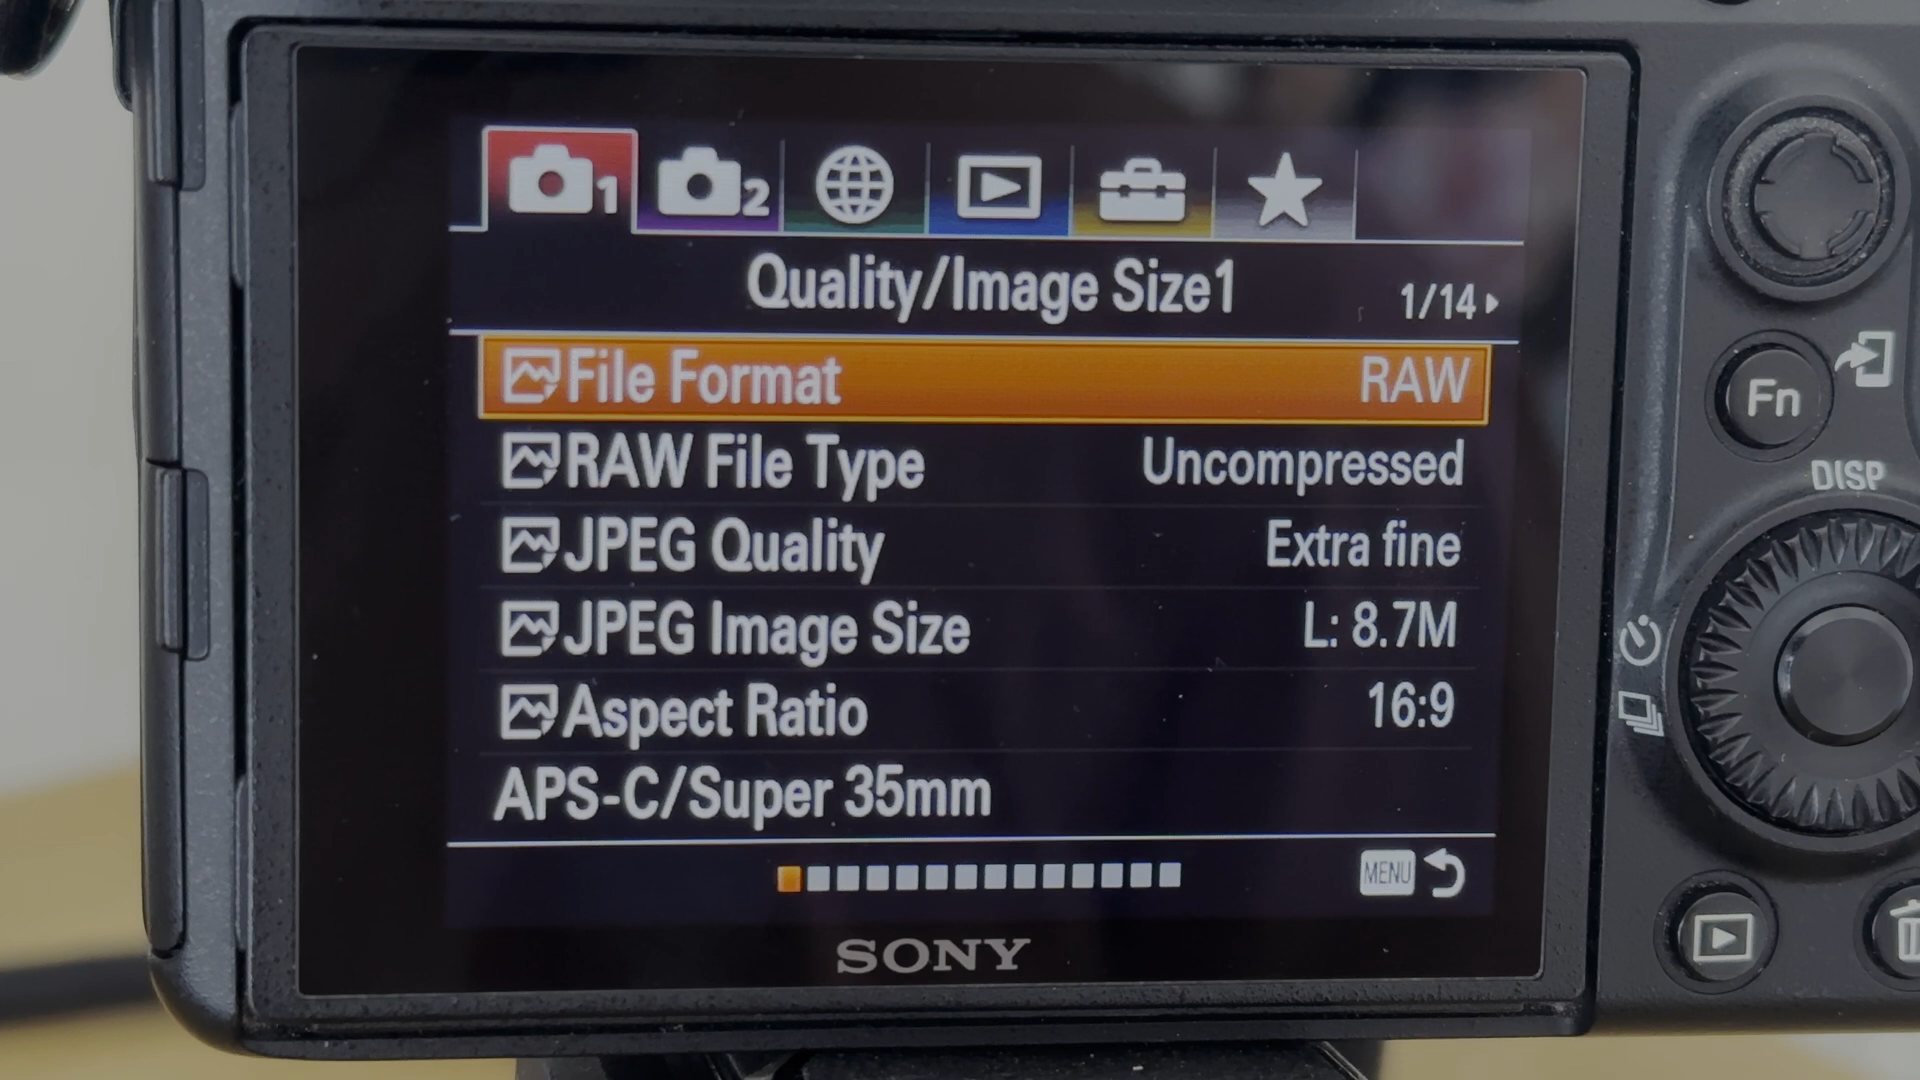 1 2
Quality/Image Size1 1/14
File Format RAW
RAW File Type Uncompressed
JPEG Quality Extra fine
JPEG Image Size L: 8.7M
Aspect Ratio 16:9
APS-C/Super 35mm
MENU
SONY
Fn
DISP